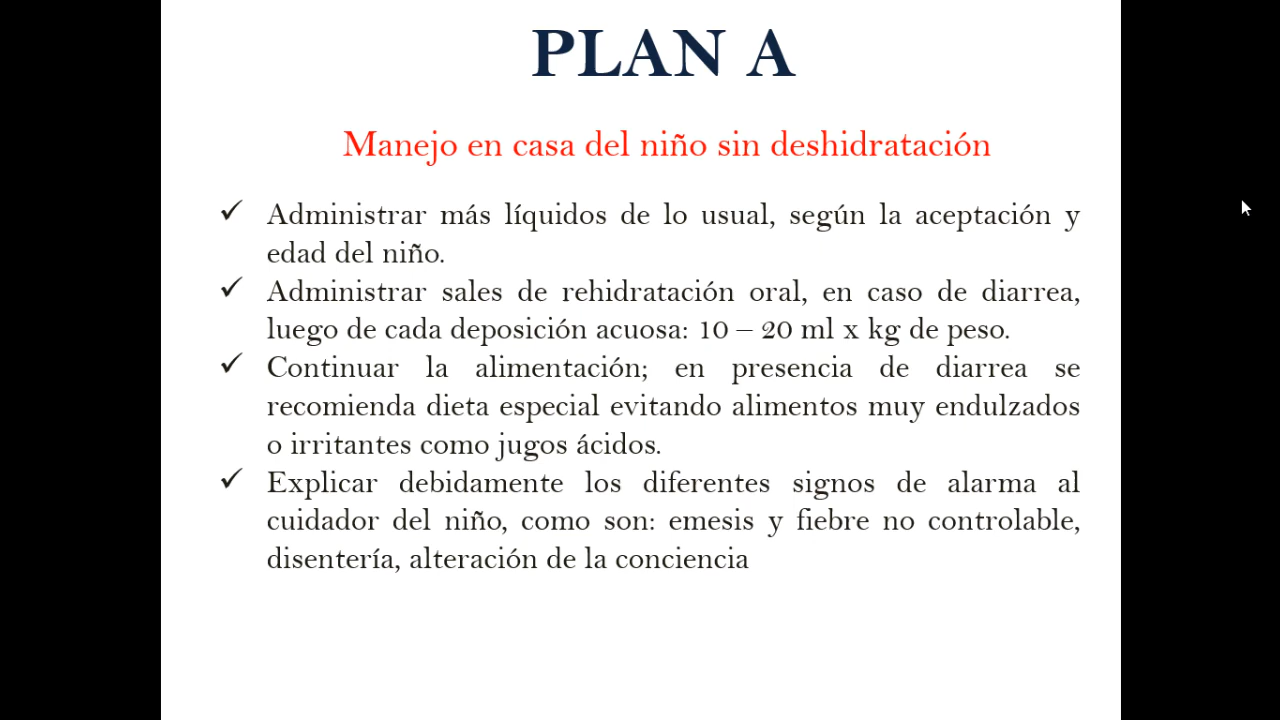 PLAN A
Manejo en casa del niño sin deshidratación
✓ Administrar más líquidos de lo usual, según la aceptación y
edad del niño.
✓ Administrar sales de rehidratación oral, en caso de diarrea,
luego de cada deposición acuosa: 10 – 20 ml x kg de peso.
✓ Continuar la alimentación; en presencia de diarrea se
recomienda dieta especial evitando alimentos muy endulzados
o irritantes como jugos ácidos.
✓ Explicar debidamente los diferentes signos de alarma al
cuidador del niño, como son: emesis y fiebre no controlable,
disentería, alteración de la conciencia